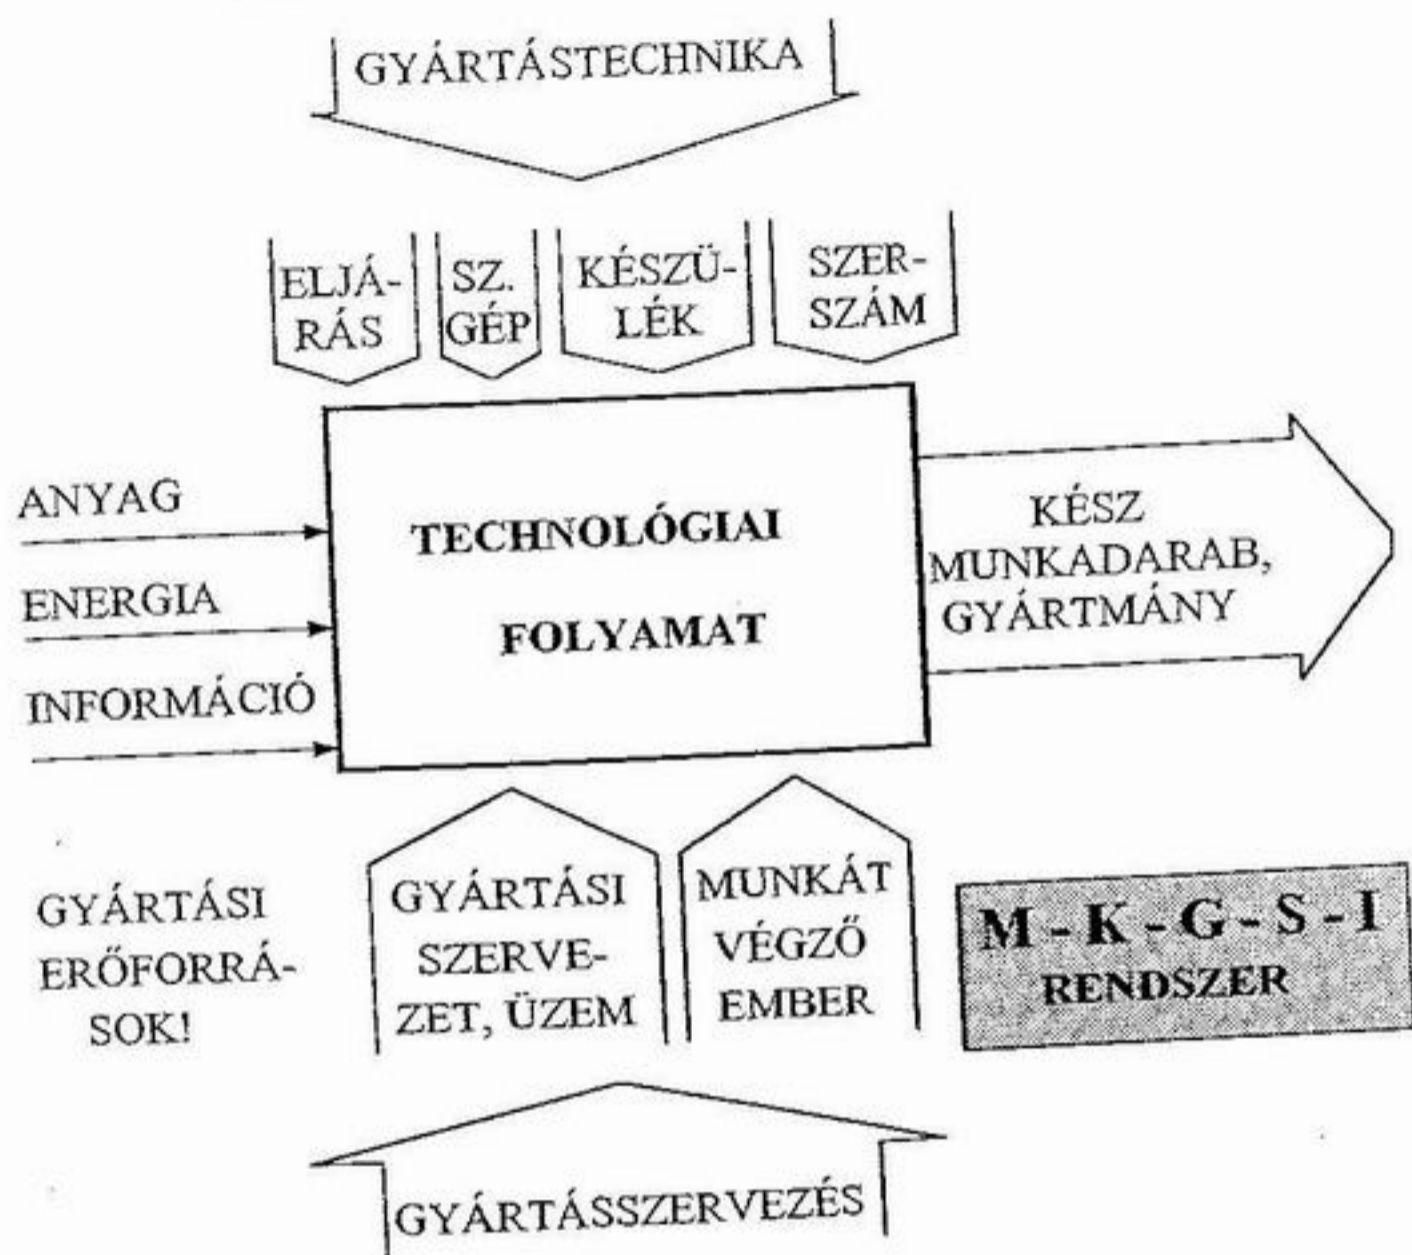 GYÁRTÁSTECHNIKA
ELJÁ-
RÁS
SZ.
GÉP
KÉSZÜ-
LÉK
SZER-
SZÁM
ANYAG
ENERGIA
INFORMÁCIÓ
TECHNOLÓGIAI
FOLYAMAT
KÉSZ
MUNKADARAB,
GYÁRTMÁNY
GYÁRTÁSI
ERŐFORRÁ-
SOK!
GYÁRTÁSI
SZERVE-
ZET, ÜZEM
MUNKÁT
VÉGZŐ
EMBER
M - K - G - S - I
RENDSZER
GYÁRTÁSSZERVEZÉS